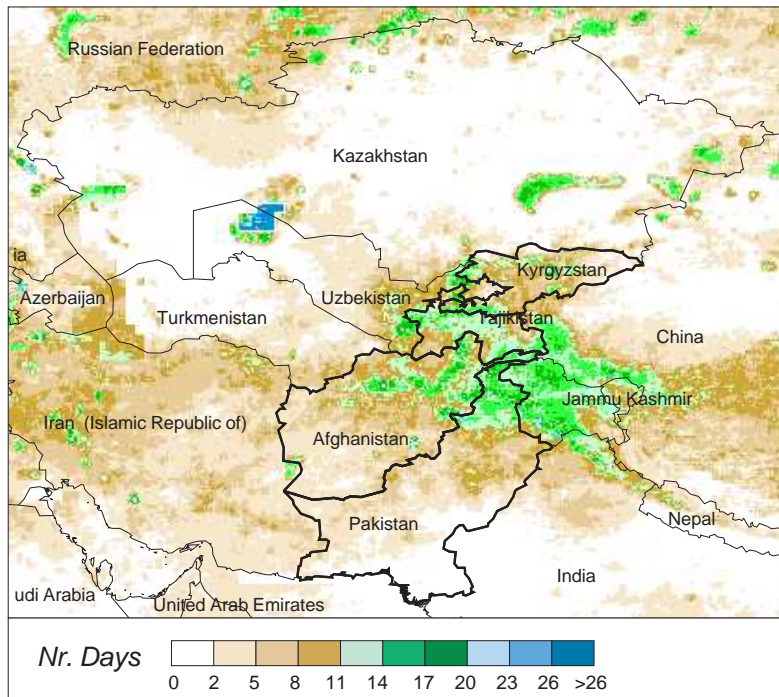 Russian Federation
Kazakhstan
ia
Kyrgyzstan
Azerbaijan
Uzbekistan
Turkmenistan
Tajikistan
China
Jammu Kashmir
Iran (Islamic Republic of)
Afghanistan
Pakistan
Nepal
India
udi Arabia
United Arab Emirates
Nr. Days
0 2 5 8 11 14 17 20 23 26 >26